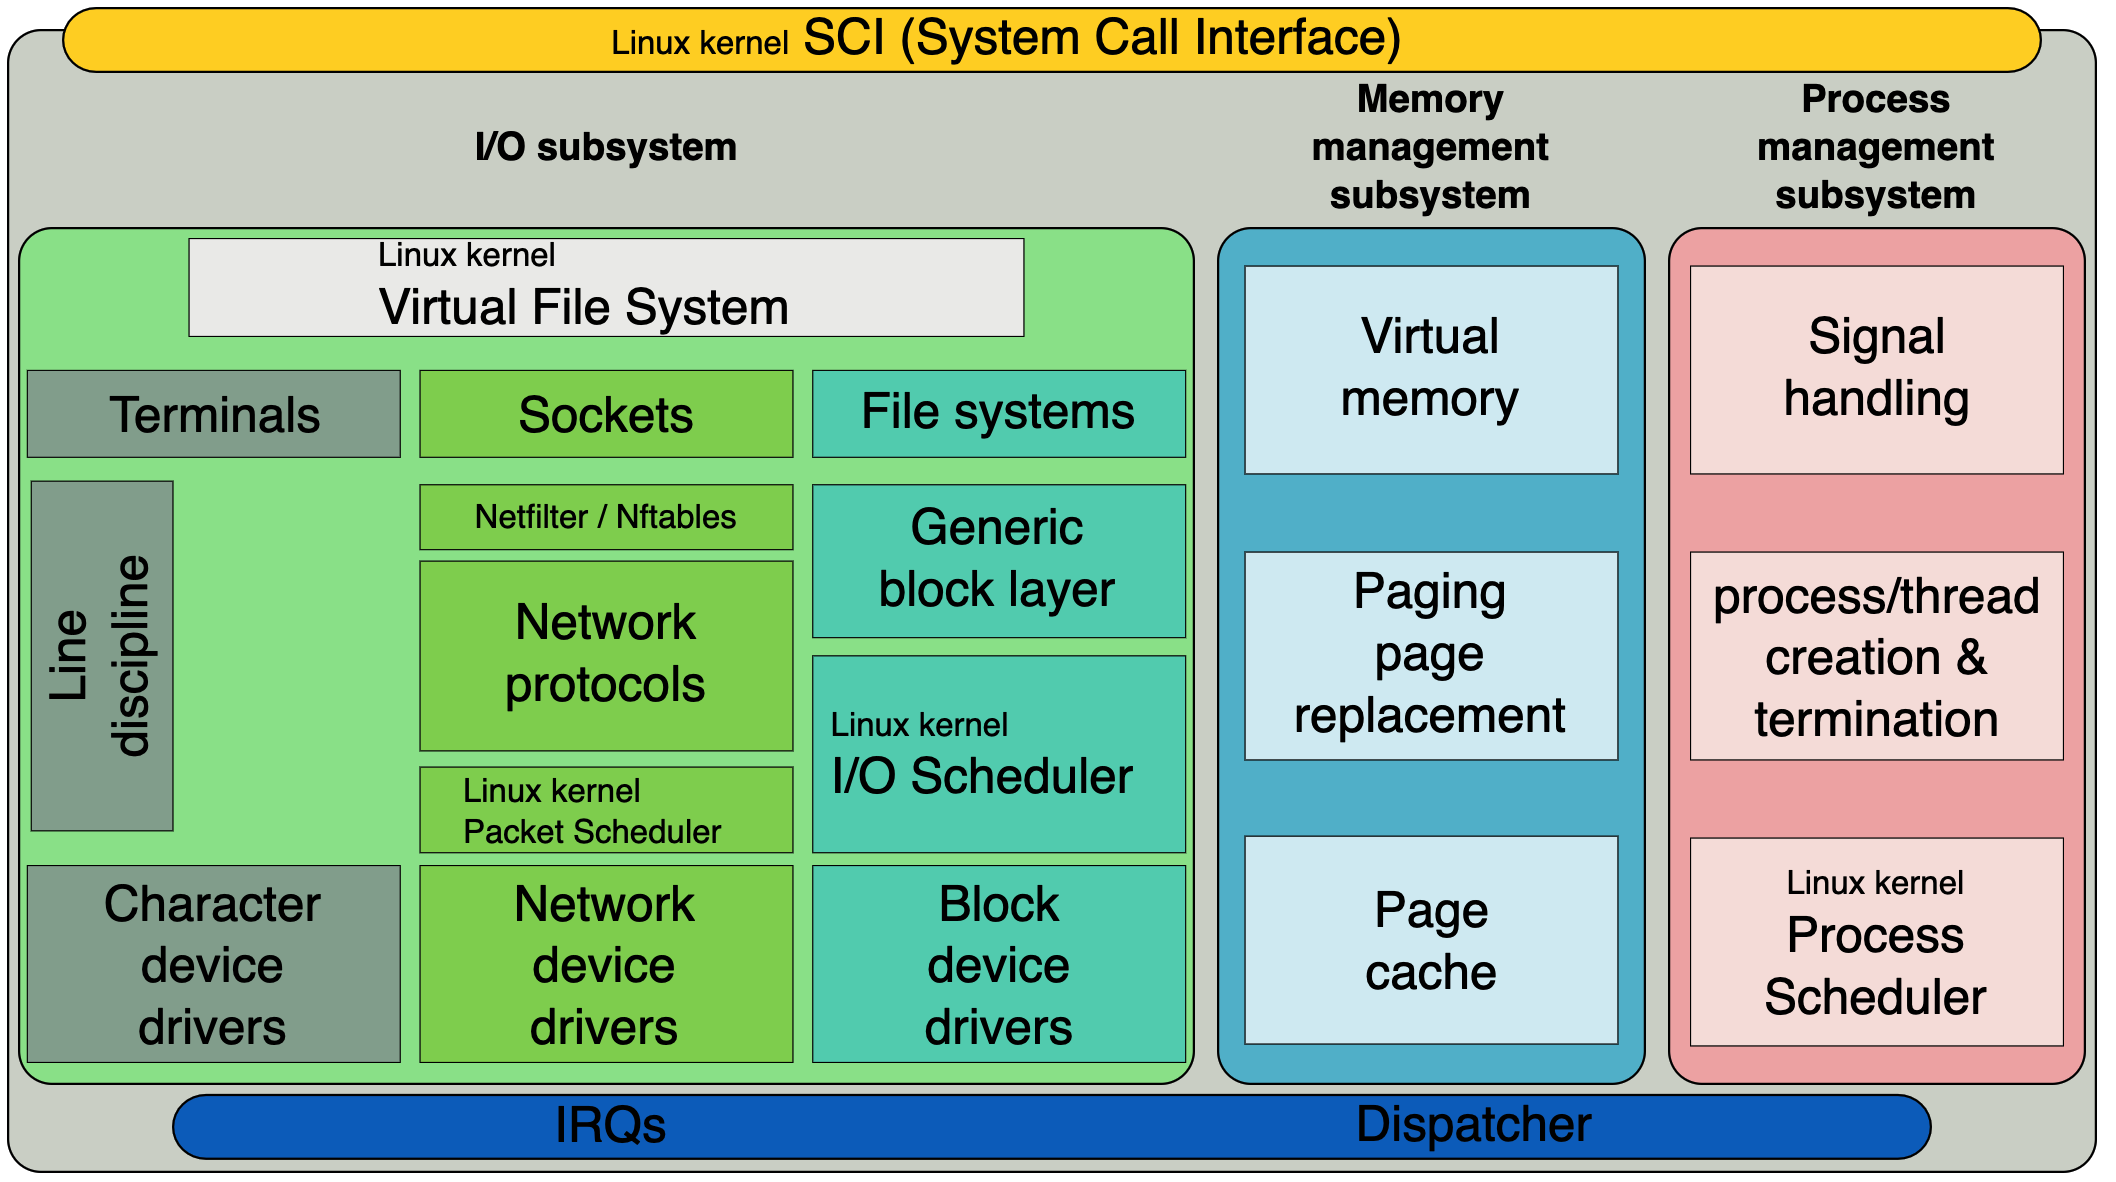 Linux kernel SCI (System Call Interface)
I/O subsystem
Memory
management
subsystem
Process
management
subsystem
Linux kernel
Virtual File System
Terminals
Sockets
File systems
Line
discipline
Netfilter / Nftables
Network
protocols
Linux kernel
Packet Scheduler
Generic
block layer
Linux kernel
I/O Scheduler
Character
device
drivers
Network
device
drivers
Block
device
drivers
Virtual
memory
Paging
page
replacement
Page
cache
Signal
handling
process/thread
creation &
termination
Linux kernel
Process
Scheduler
IRQs
Dispatcher